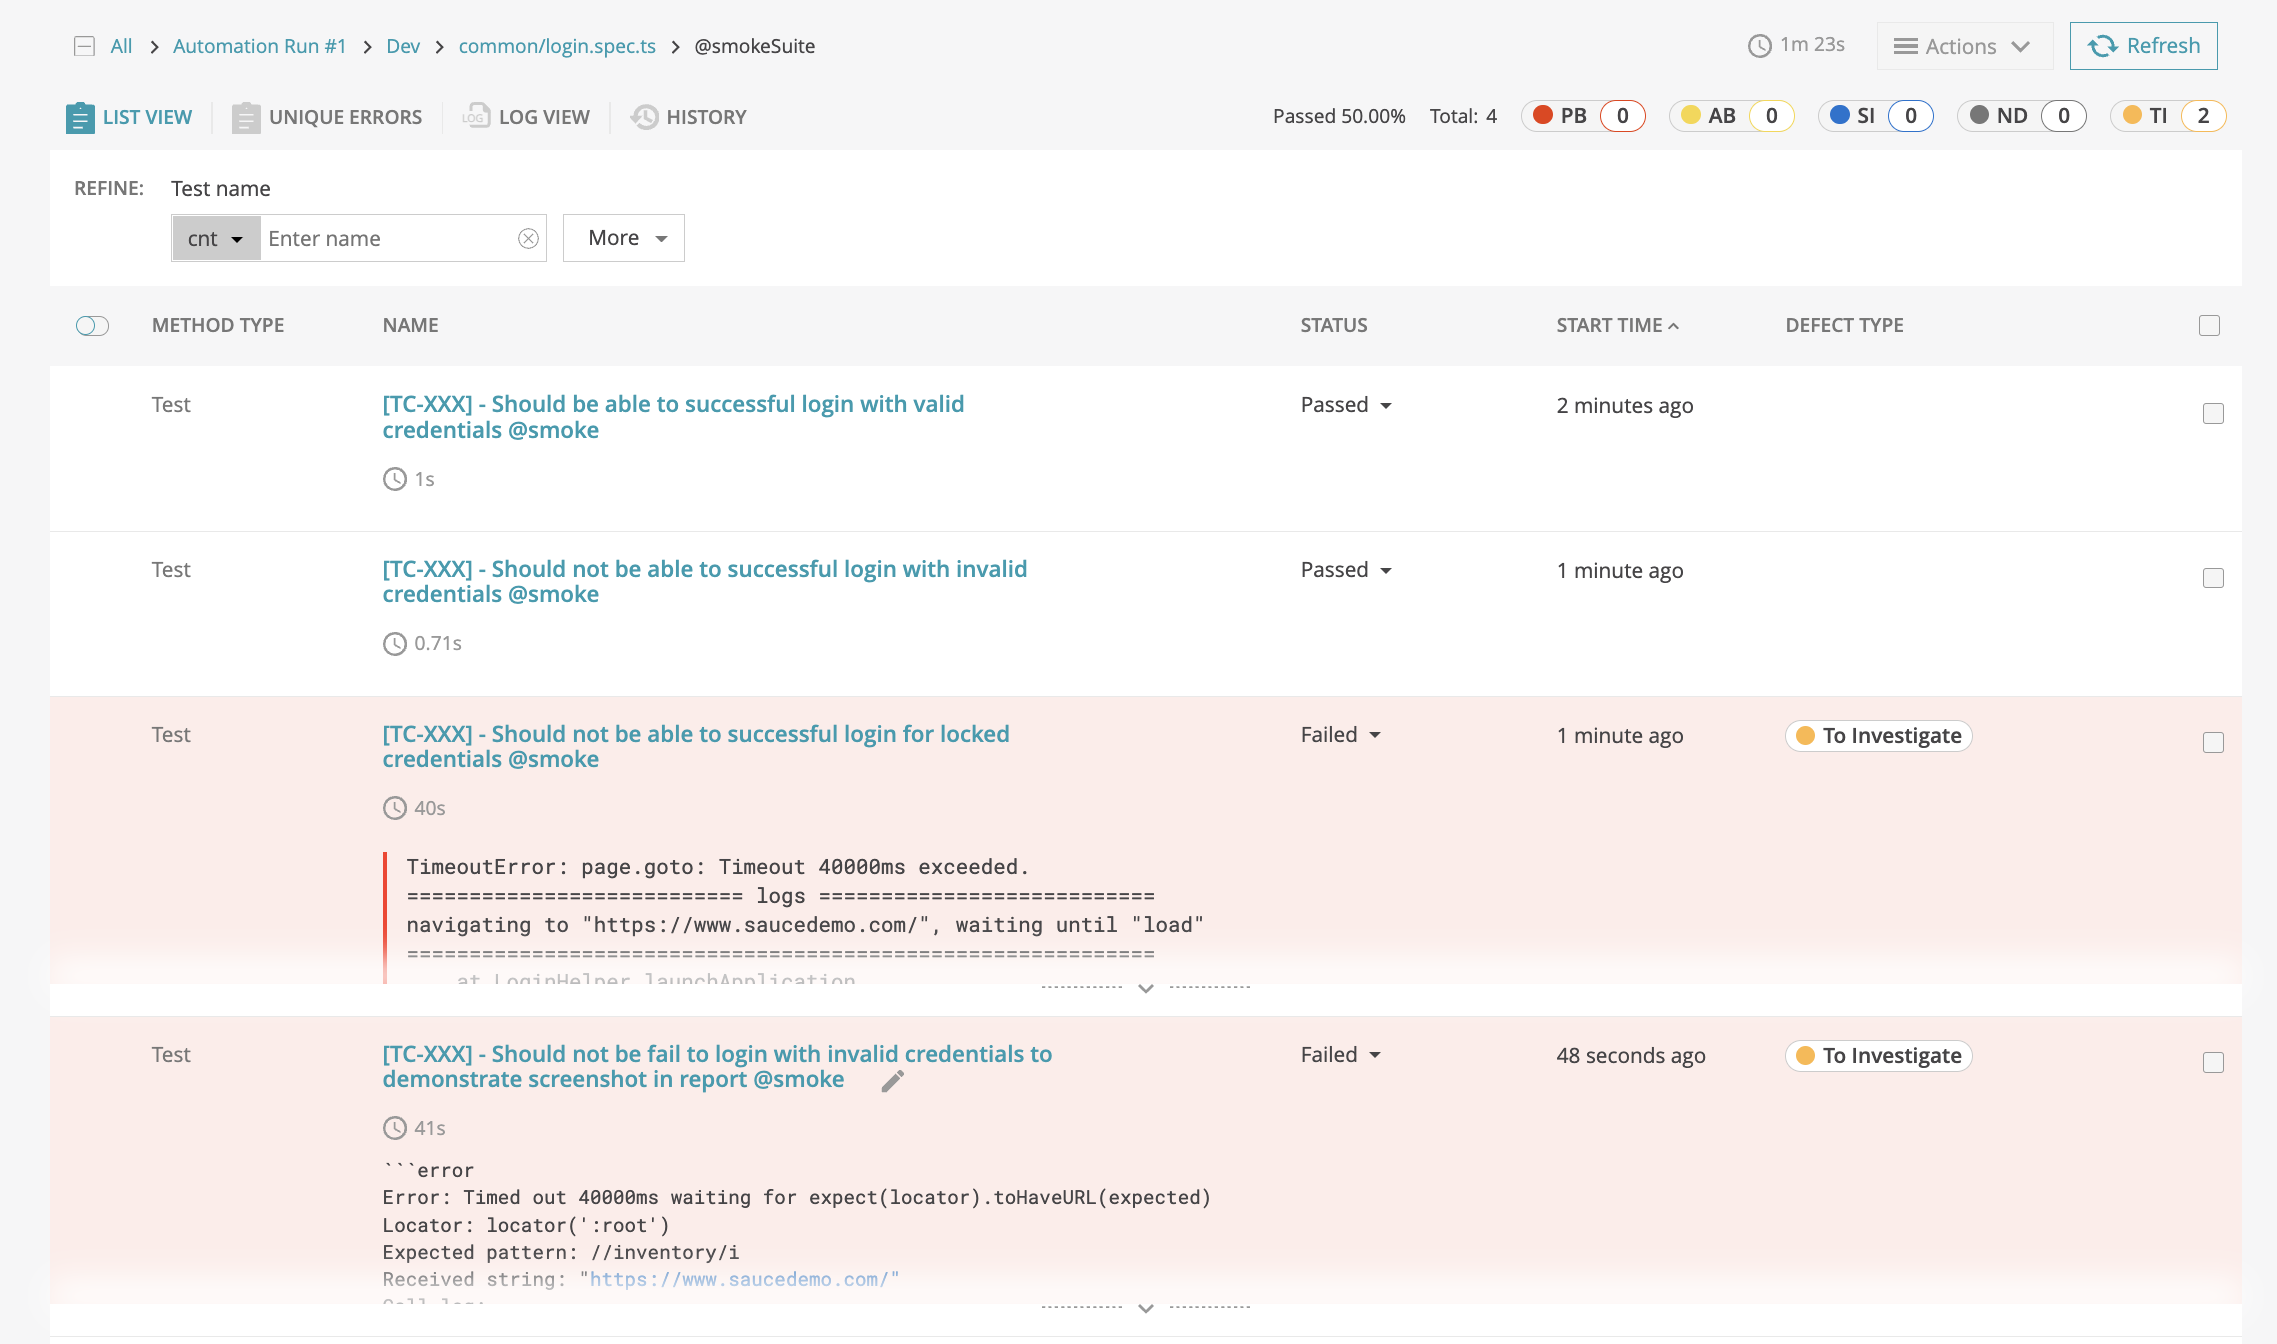 All > Automation Run #1 > Dev > common/login.spec.ts > @smokeSuite
1m 23s
Actions
Refresh
LIST VIEW
UNIQUE ERRORS
LOG
LOG VIEW
HISTORY
Passed 50.00%
Total: 4
PB 0
AB 0
SI 0
ND 0
TI 2
REFINE:
Test name
cnt
Enter name
More
METHOD TYPE
NAME
STATUS
START TIME
DEFECT TYPE
Test
[TC-XXX] - Should be able to successful login with valid
credentials @smoke
1s
Passed
2 minutes ago
Test
[TC-XXX] - Should not be able to successful login with invalid
credentials @smoke
0.71s
Passed
1 minute ago
Test
[TC-XXX] - Should not be able to successful login for locked
credentials @smoke
40s
Failed
1 minute ago
To Investigate
TimeoutError: page.goto: Timeout 40000ms exceeded.
=========================== logs ===========================
navigating to "https://www.saucedemo.com/", waiting until "load"
============================================================
at LoginHelper.launchApplication
Test
[TC-XXX] - Should not be fail to login with invalid credentials to
demonstrate screenshot in report @smoke
41s
Failed
48 seconds ago
To Investigate
```error
Error: Timed out 40000ms waiting for expect(locator).toHaveURL(expected)
Locator: locator(':root')
Expected pattern: //inventory/i
Received string: "https://www.saucedemo.com/"
Call log: